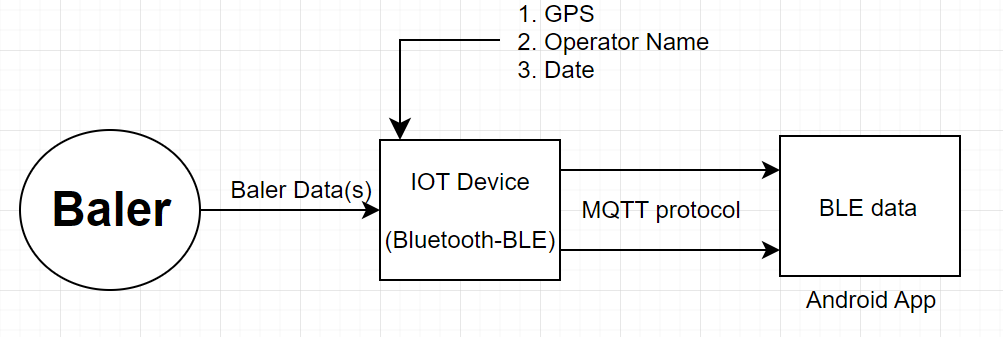 1. GPS
2. Operator Name
3. Date
Baler
Baler Data(s)
IOT Device
(Bluetooth-BLE)
MQTT protocol
BLE data
Android App